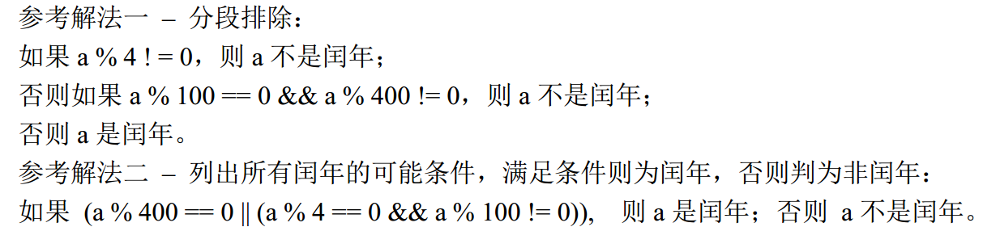 参考解法一 – 分段排除：
如果 a % 4 ! = 0，则 a 不是闰年；
否则如果 a % 100 == 0 && a % 400 != 0，则 a 不是闰年；
否则 a 是闰年。
参考解法二 – 列出所有闰年的可能条件，满足条件则为闰年，否则判为非闰年：
如果 (a % 400 == 0 || (a % 4 == 0 && a % 100 != 0)), 则 a 是闰年；否则 a 不是闰年。